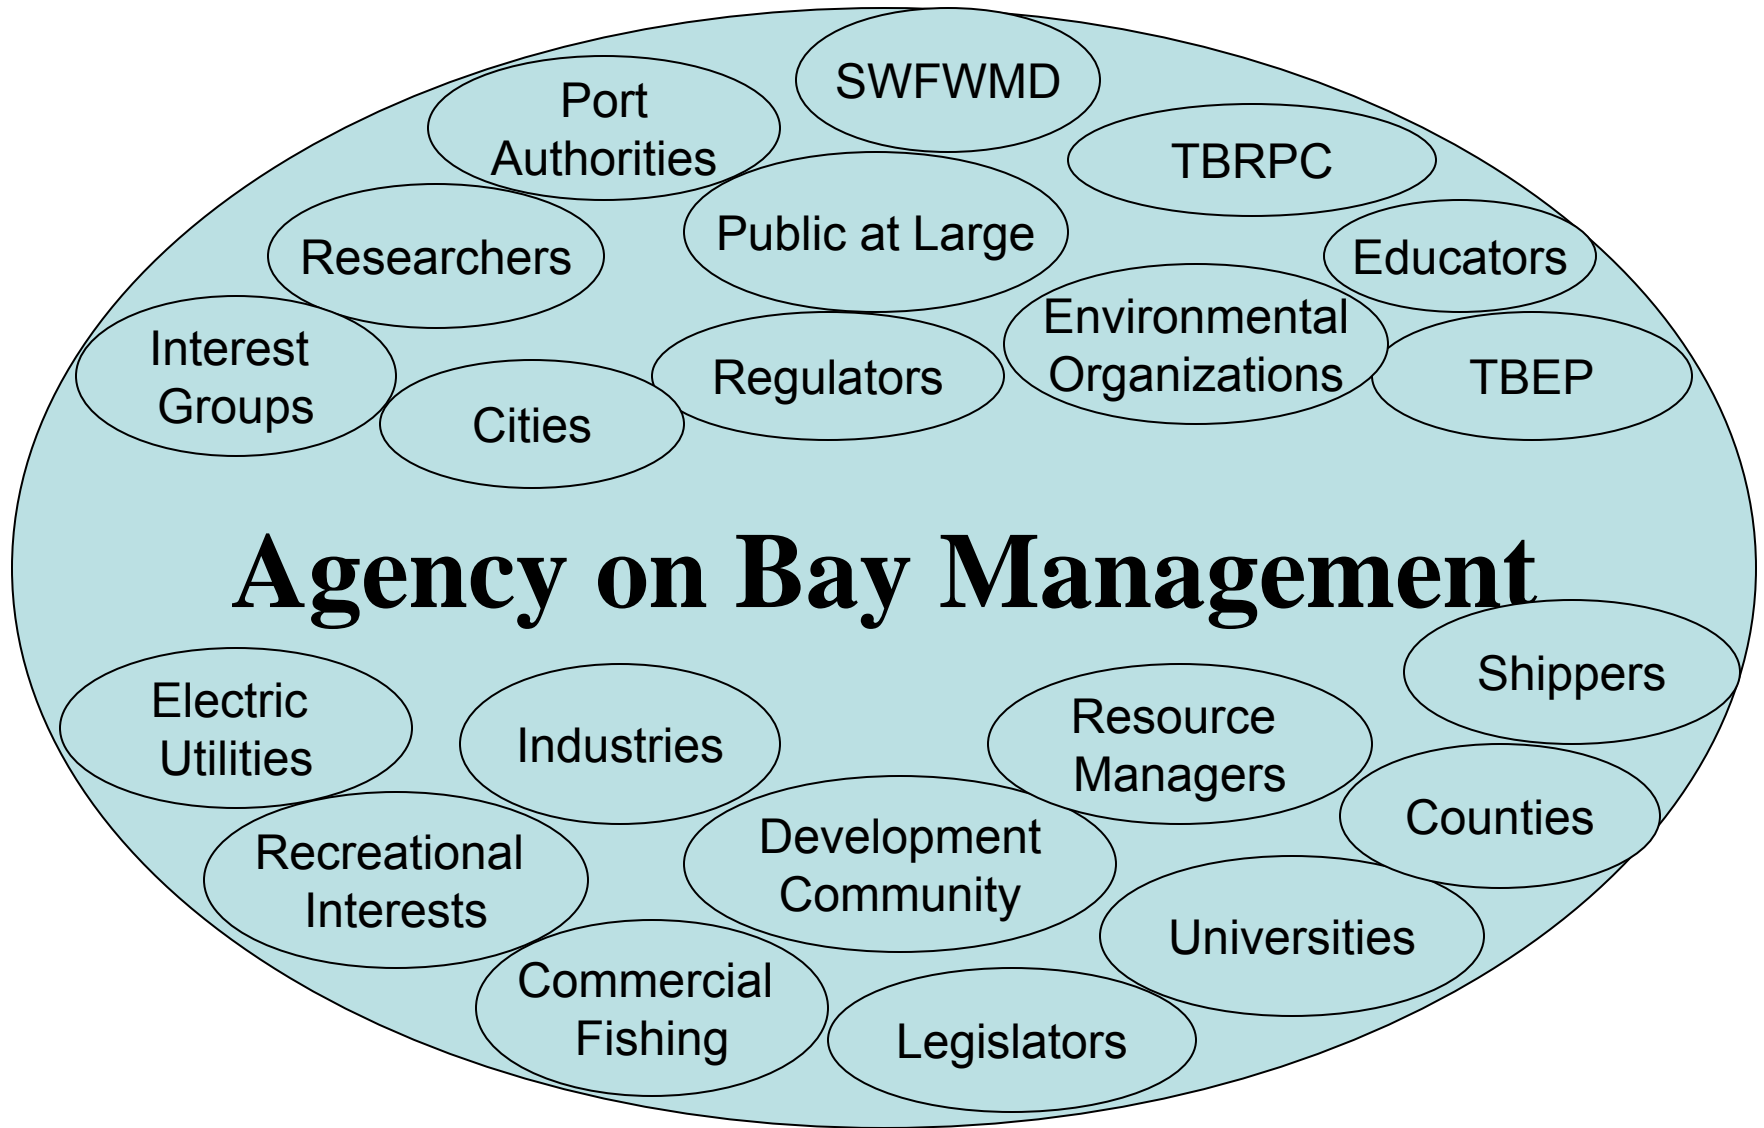 SWFWMD
Port
Authorities
TBRPC
Public at Large
Researchers
Educators
Environmental
Organizations
Interest
Groups
Regulators
TBEP
Cities
Agency on Bay Management
Shippers
Electric
Utilities
Industries
Resource
Managers
Counties
Development
Community
Recreational
Interests
Universities
Commercial
Fishing
Legislators